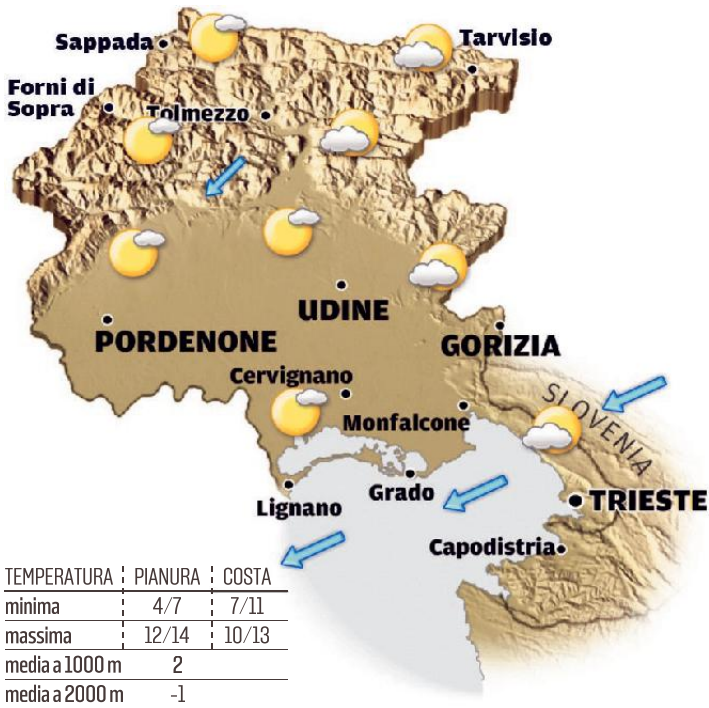 Sappada
Tarvisio
Forni di
Sopra
Tolmezzo
UDINE
PORDENONE
GORIZIA
Cervignano
Monfalcone
SLOVENIA
Grado
Lignano
TRIESTE
Capodistria
TEMPERATURA PIANURA COSTA
minima 4/7 7/11
massima 12/14 10/13
media a 1000 m 2
media a 2000 m -1